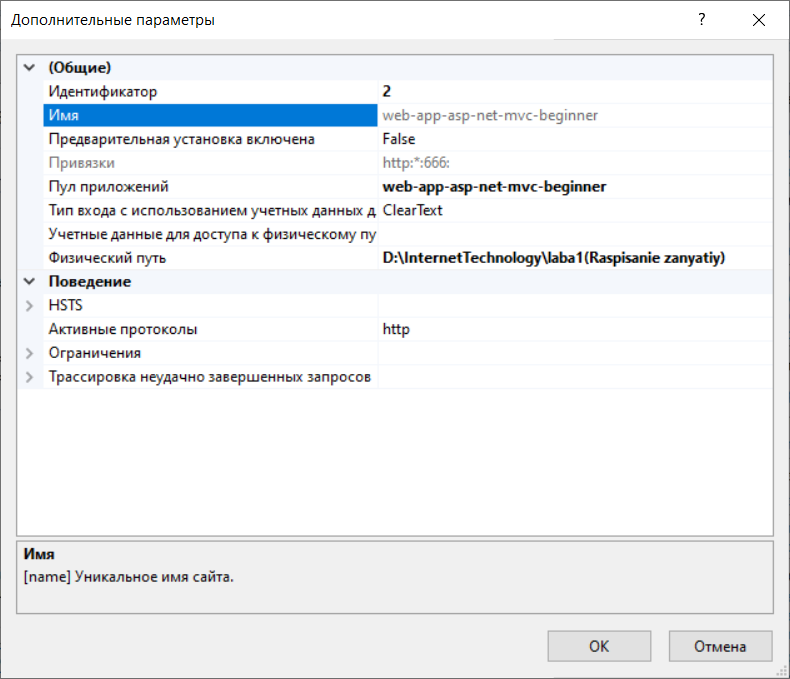 Дополнительные параметры
?
(Общие)
Идентификатор 2
Имя web-app-asp-net-mvc-beginner
Предварительная установка включена False
Привязки http:*:666:
Пул приложений web-app-asp-net-mvc-beginner
Тип входа с использованием учетных данных д ClearText
Учетные данные для доступа к физическому пу
Физический путь D:\InternetTechnology\laba1(Raspisanie zanyatiy)
Поведение
HSTS
Активные протоколы http
Ограничения
Трассировка неудачно завершенных запросов
Имя
[name] Уникальное имя сайта.
OK Отмена